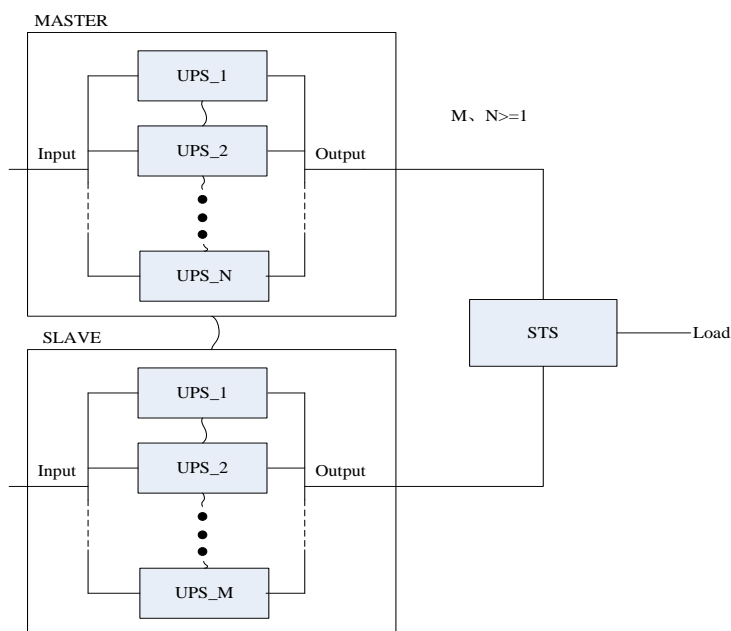 MASTER
UPS_1
M、N>=1
Input
UPS_2
Output
UPS_N
STS
Load
SLAVE
UPS_1
Input
UPS_2
Output
UPS_M